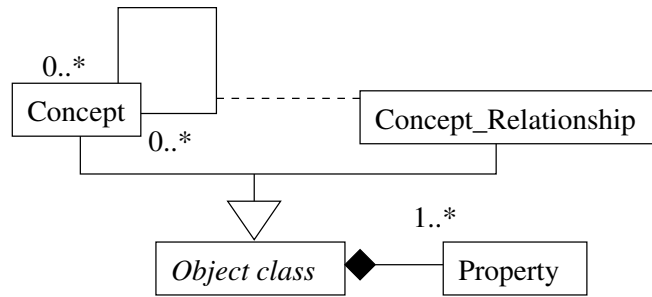 0..*
Concept
0..*
Concept_Relationship
1..*
Object class
Property